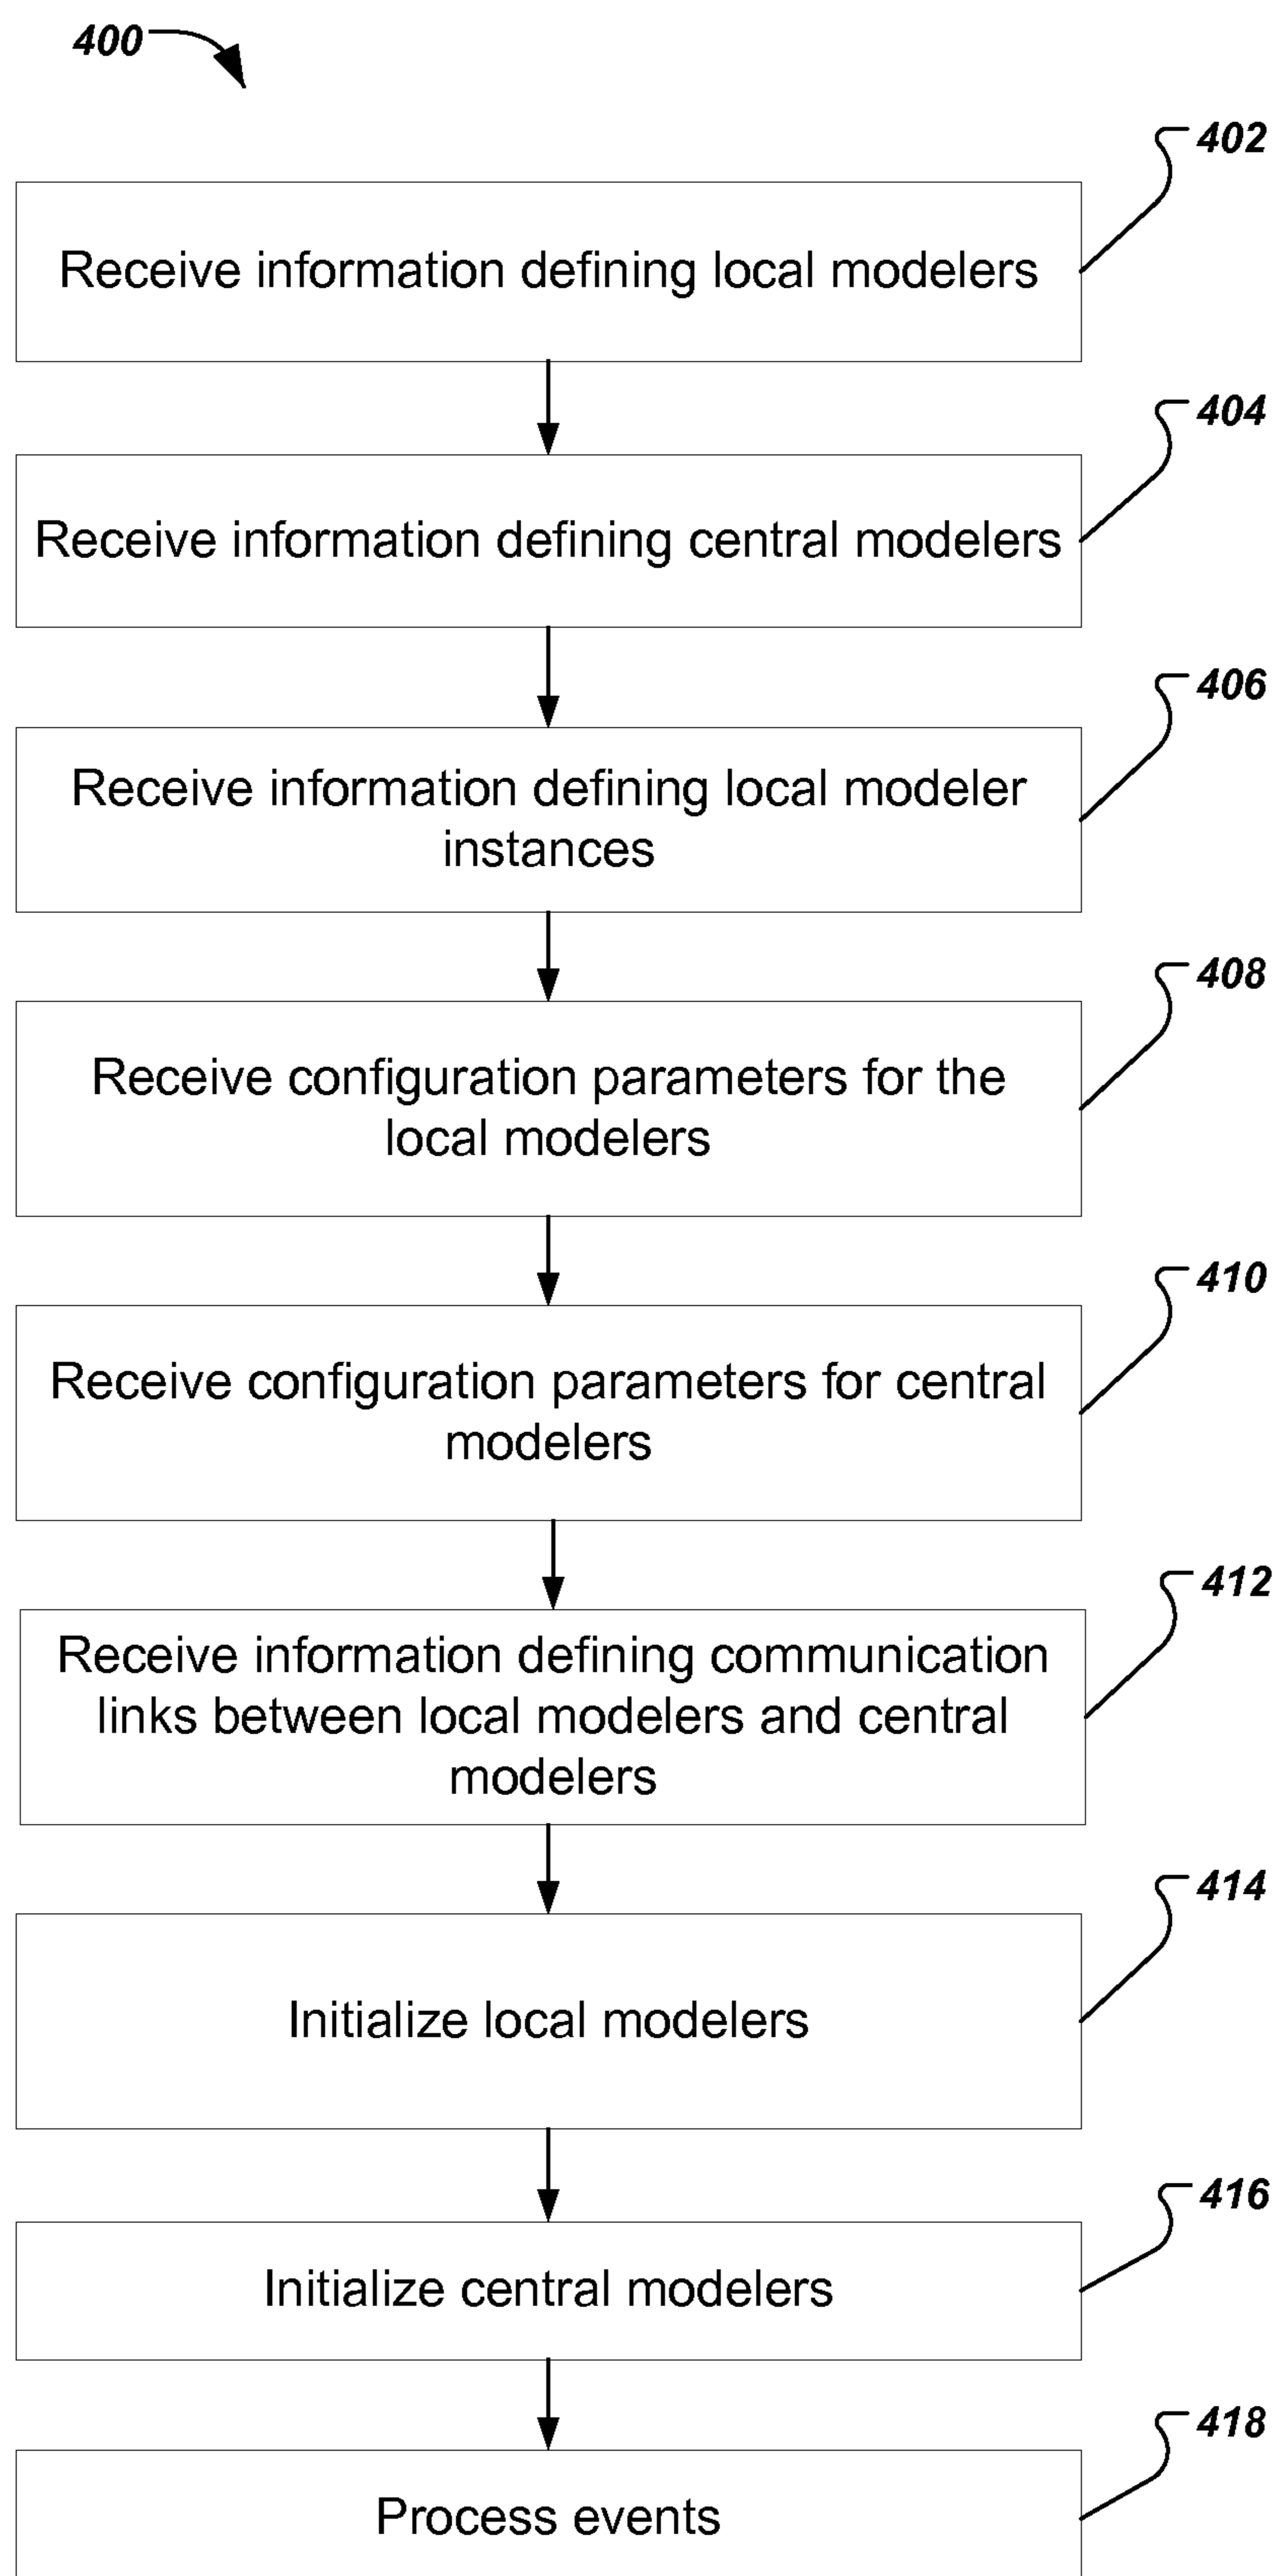 400
402
Receive information defining local modelers
404
Receive information defining central modelers
406
Receive information defining local modeler
instances
408
Receive configuration parameters for the
local modelers
410
Receive configuration parameters for central
modelers
412
Receive information defining communication
links between local modelers and central
modelers
414
Initialize local modelers
416
Initialize central modelers
418
Process events